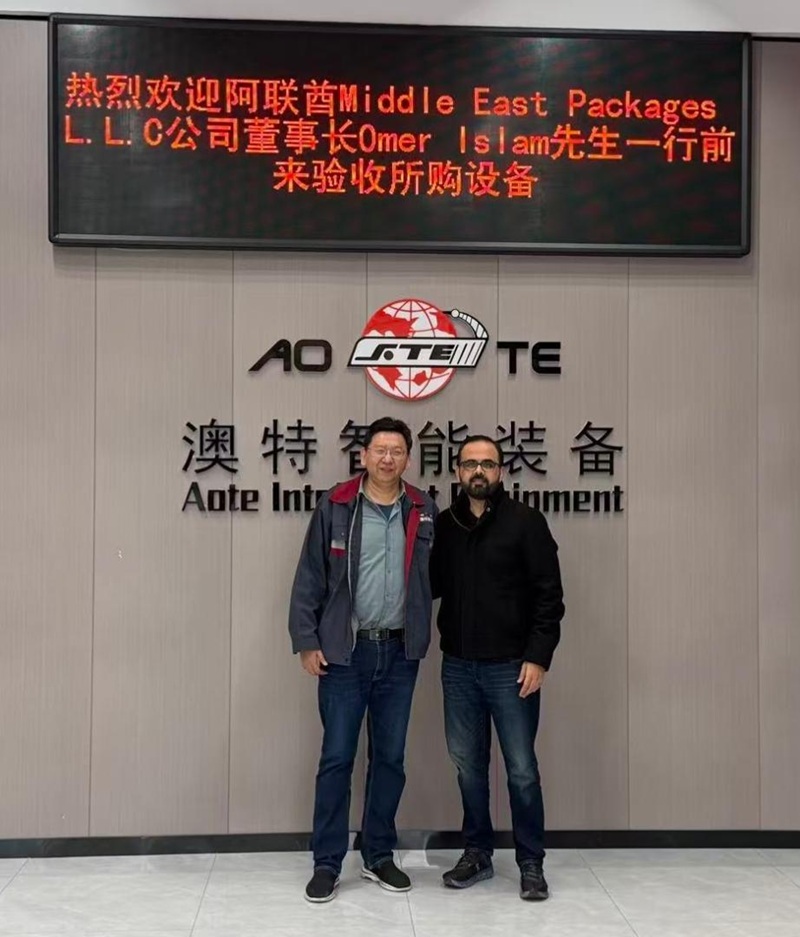 热烈欢迎阿联酋Middle East Packages
L.L.C公司董事长Omer Islam先生一行前
来验收所购设备
AO
TE
澳特智能装备
Aote